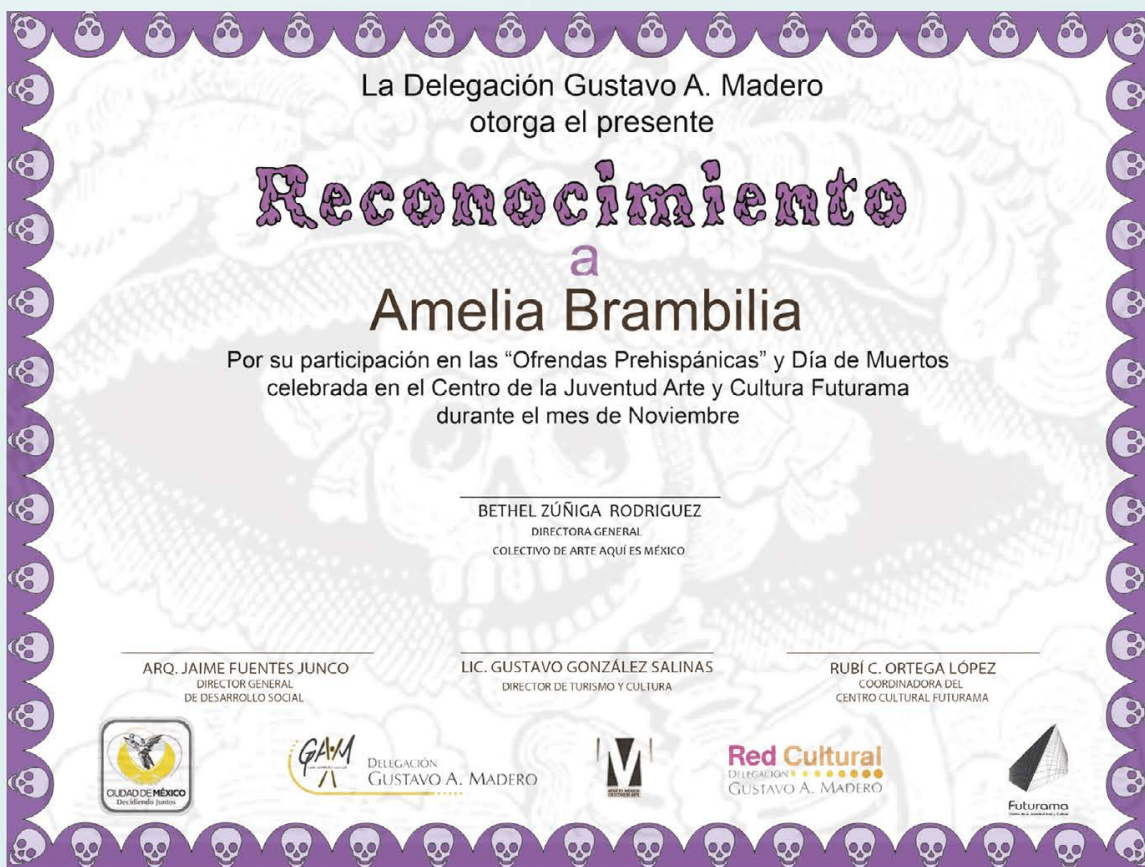 La Delegación Gustavo A. Madero
otorga el presente
Reconocimiento
a
Amelia Brambilia
Por su participación en las “Ofrendas Prehispánicas” y Día de Muertos
celebrada en el Centro de la Juventud Arte y Cultura Futurama
durante el mes de Noviembre
BETHEL ZÚÑIGA RODRIGUEZ
DIRECTORA GENERAL
COLECTIVO DE ARTE AQUÍ ES MÉXICO
ARQ. JAIME FUENTES JUNCO
DIRECTOR GENERAL
DE DESARROLLO SOCIAL
LIC. GUSTAVO GONZÁLEZ SALINAS
DIRECTOR DE TURISMO Y CULTURA
RUBÍ C. ORTEGA LÓPEZ
COORDINADORA DEL
CENTRO CULTURAL FUTURAMA
CIUDAD DE MÉXICO
Decidiendo Juntos
GAM
DELEGACIÓN
GUSTAVO A. MADERO
M
Red Cultural
DELEGACIÓN
GUSTAVO A. MADERO
Futurama